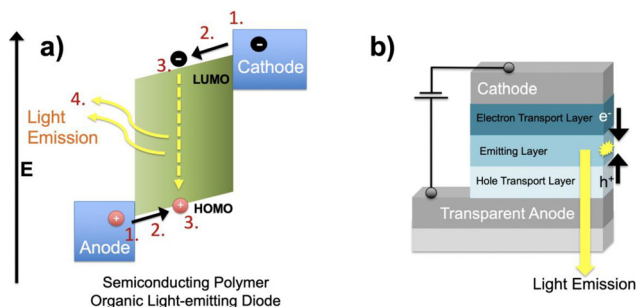 a)
1.
2.
3.
Cathode
LUMO
4.
Light
Emission
E
HOMO
3.
2.
1.
Anode
Semiconducting Polymer
Organic Light-emitting Diode
b)
Cathode
Electron Transport Layer e-
Emitting Layer
Hole Transport Layer h+
Transparent Anode
Light Emission